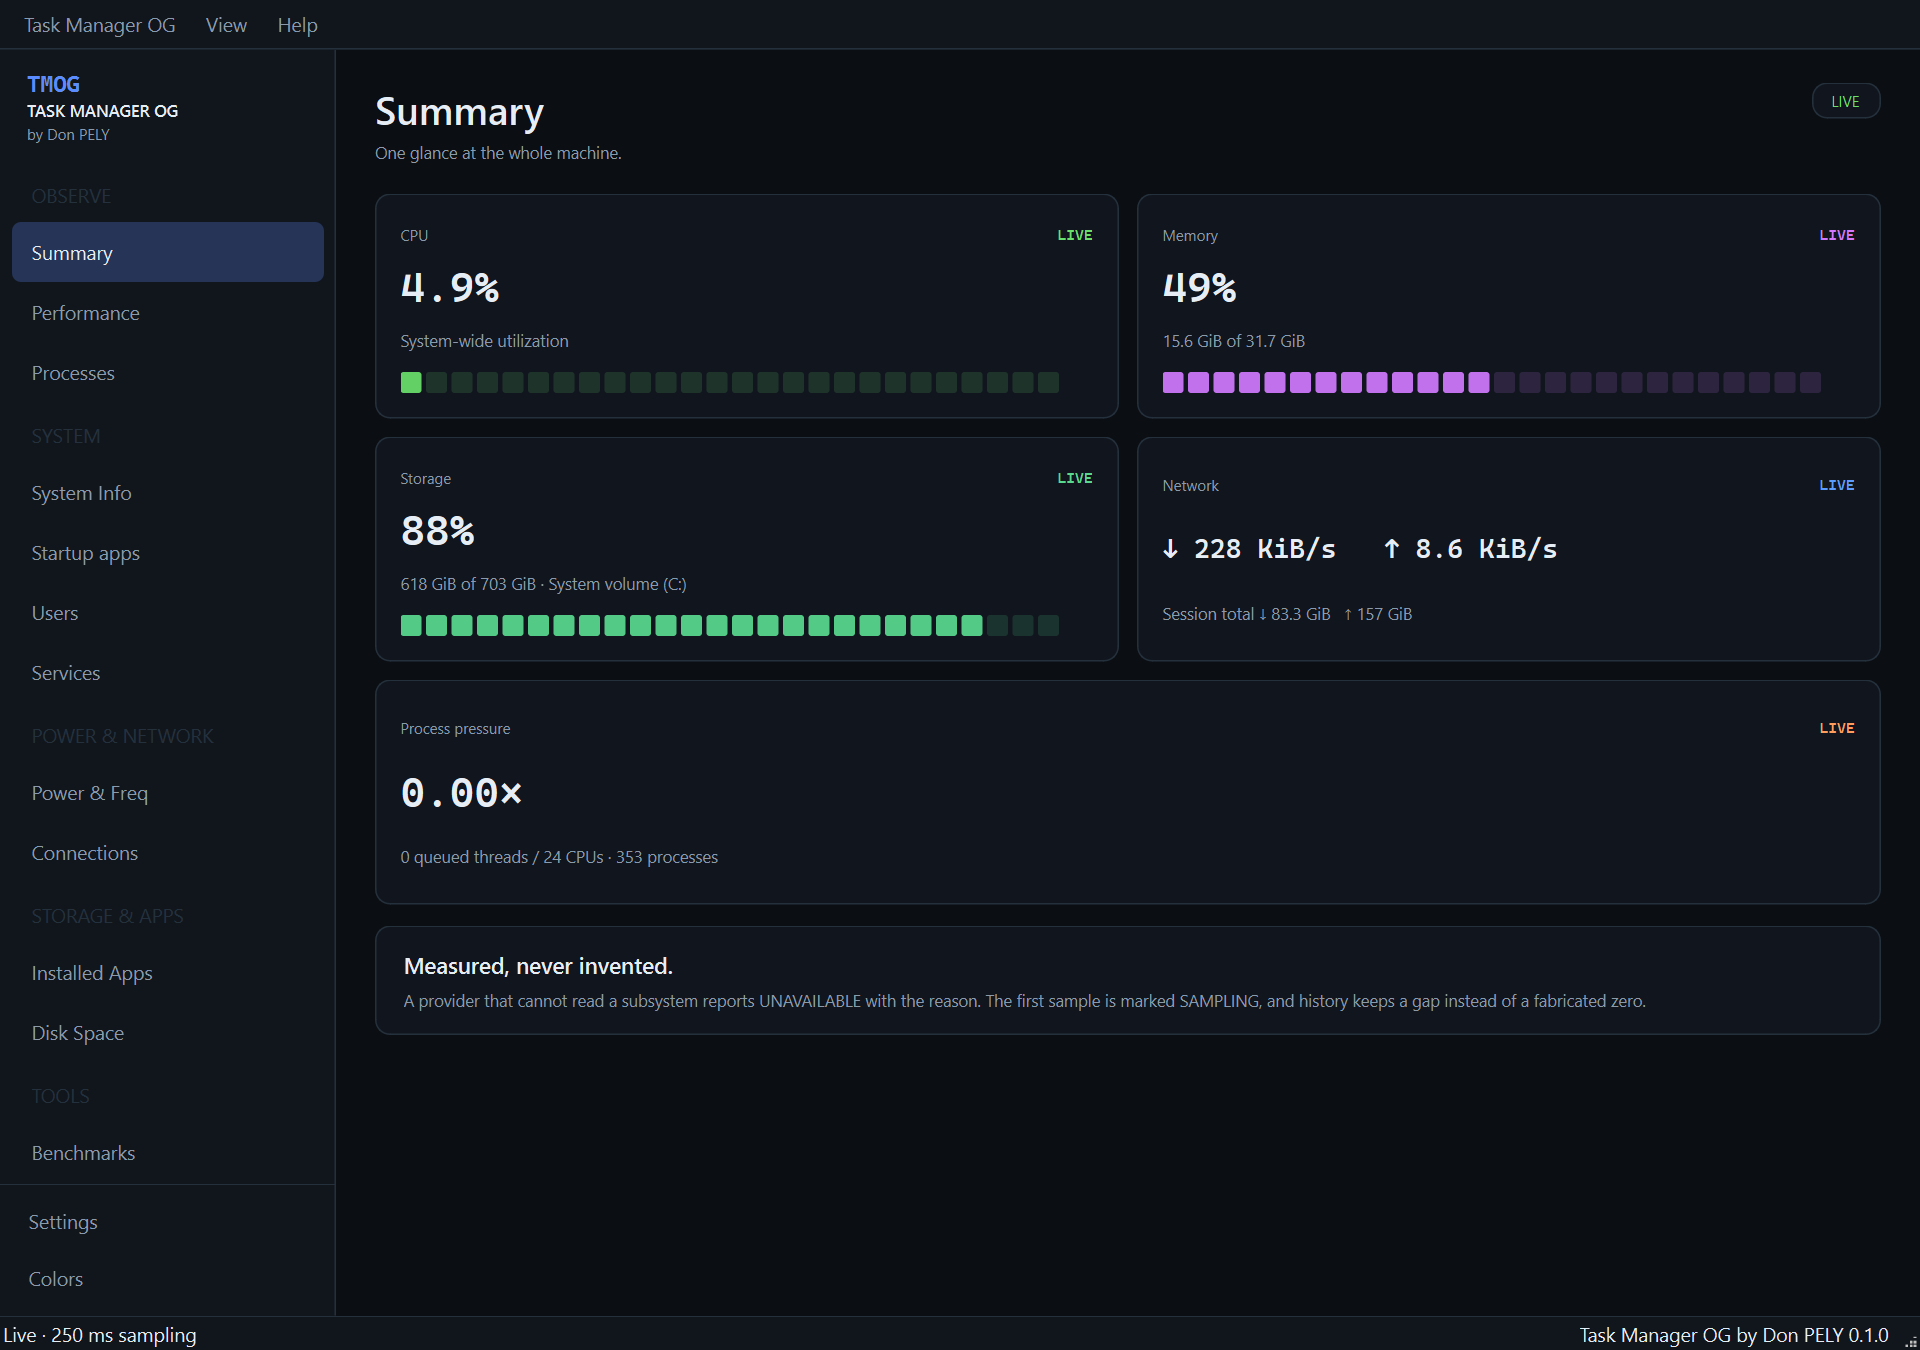 Task Manager OG View Help
TMOG
TASK MANAGER OG
by Don PELY
OBSERVE
Summary
Performance
Processes
SYSTEM
System Info
Startup apps
Users
Services
POWER & NETWORK
Power & Freq
Connections
STORAGE & APPS
Installed Apps
Disk Space
TOOLS
Benchmarks
Settings
Colors
Summary
LIVE
One glance at the whole machine.
CPU
LIVE
4.9%
System-wide utilization
Memory
LIVE
49%
15.6 GiB of 31.7 GiB
Storage
LIVE
88%
618 GiB of 703 GiB · System volume (C:)
Network
LIVE
↓ 228 KiB/s ↑ 8.6 KiB/s
Session total ↓ 83.3 GiB ↑ 157 GiB
Process pressure
LIVE
0.00×
0 queued threads / 24 CPUs · 353 processes
Measured, never invented.
A provider that cannot read a subsystem reports UNAVAILABLE with the reason. The first sample is marked SAMPLING, and history keeps a gap instead of a fabricated zero.
Live · 250 ms sampling
Task Manager OG by Don PELY 0.1.0